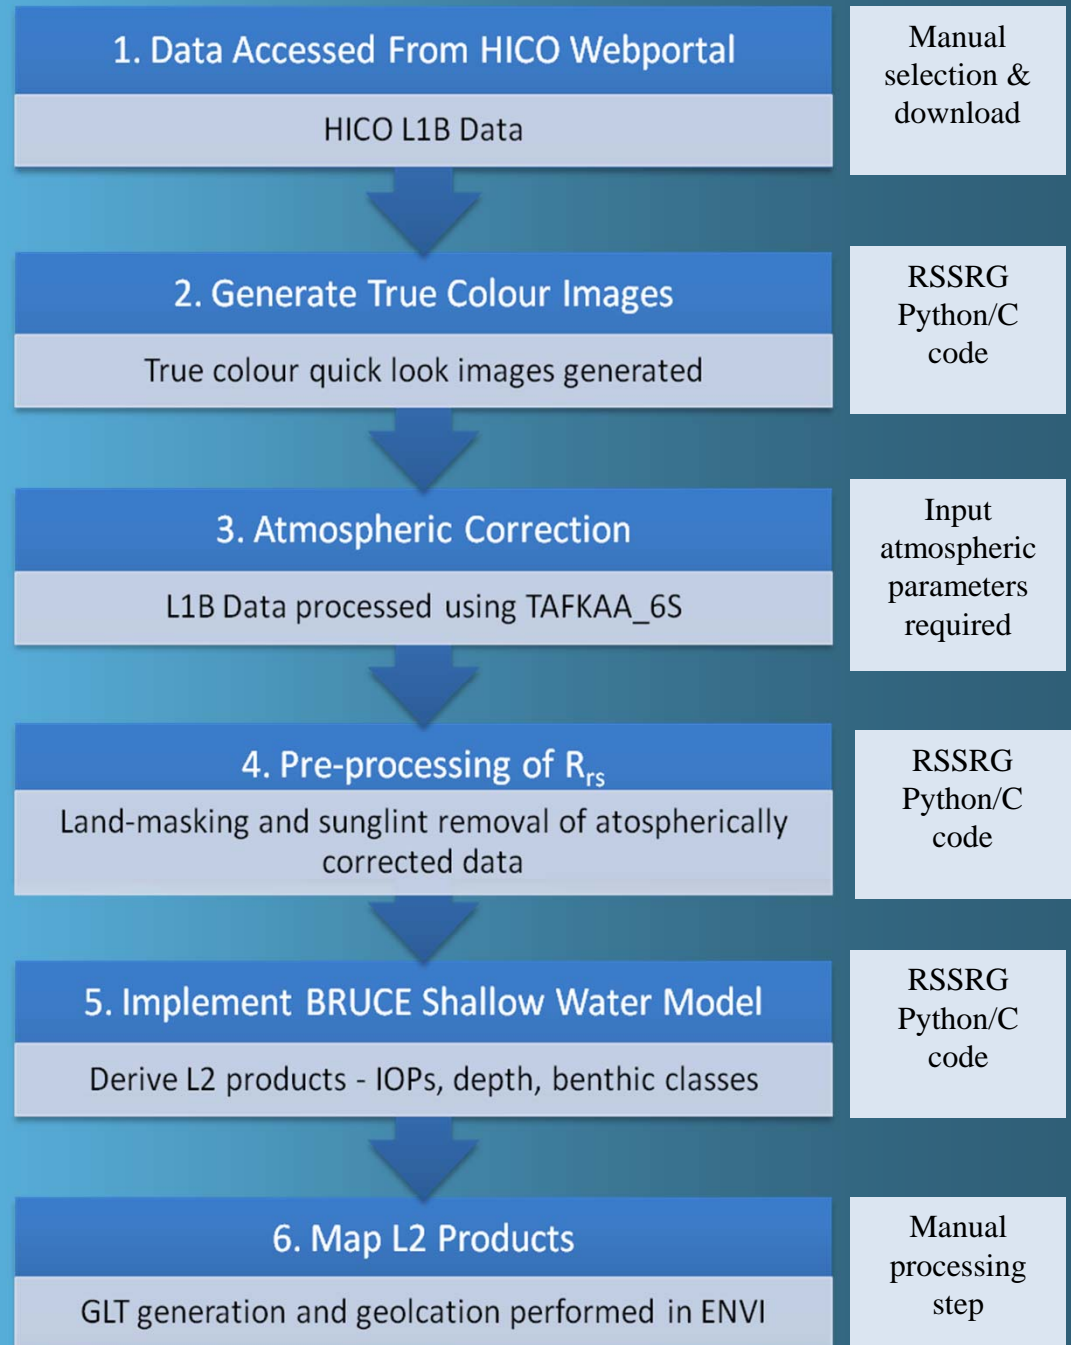 1. Data Accessed From HICO Webportal
HICO L1B Data
Manual
selection &
download
2. Generate True Colour Images
True colour quick look images generated
RSSRG
Python/C
code
3. Atmospheric Correction
L1B Data processed using TAFKAA_6S
Input
atmospheric
parameters
required
4. Pre-processing of Rrs
Land-masking and sunglint removal of atospherically
corrected data
RSSRG
Python/C
code
5. Implement BRUCE Shallow Water Model
Derive L2 products - IOPs, depth, benthic classes
RSSRG
Python/C
code
6. Map L2 Products
GLT generation and geolcation performed in ENVI
Manual
processing
step